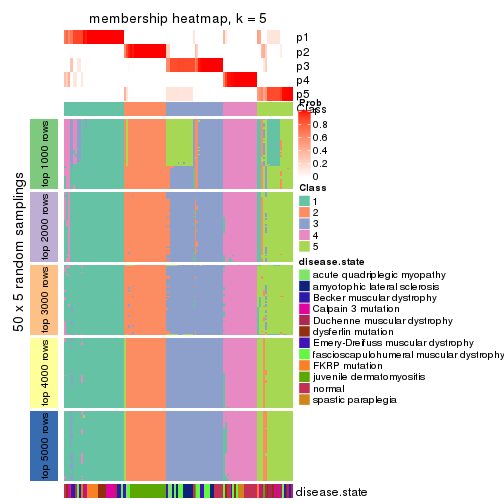 membership heatmap, k = 5
p1
p2
p3
p4
p5
Class
Prob
1
0.8
0.6
0.4
0.2
0
Class
1
2
3
4
5
disease.state
acute quadriplegic myopathy
amyotophic lateral sclerosis
Becker muscular dystrophy
Calpain 3 mutation
Duchenne muscular dystrophy
dysferlin mutation
Emery-Dreifuss muscular dystrophy
fascioscapulohumeral muscular dystrophy
FKRP mutation
juvenile dermatomyositis
normal
spastic paraplegia
50 x 5 random samplings
top 1000 rows
top 2000 rows
top 3000 rows
top 4000 rows
top 5000 rows
disease.state